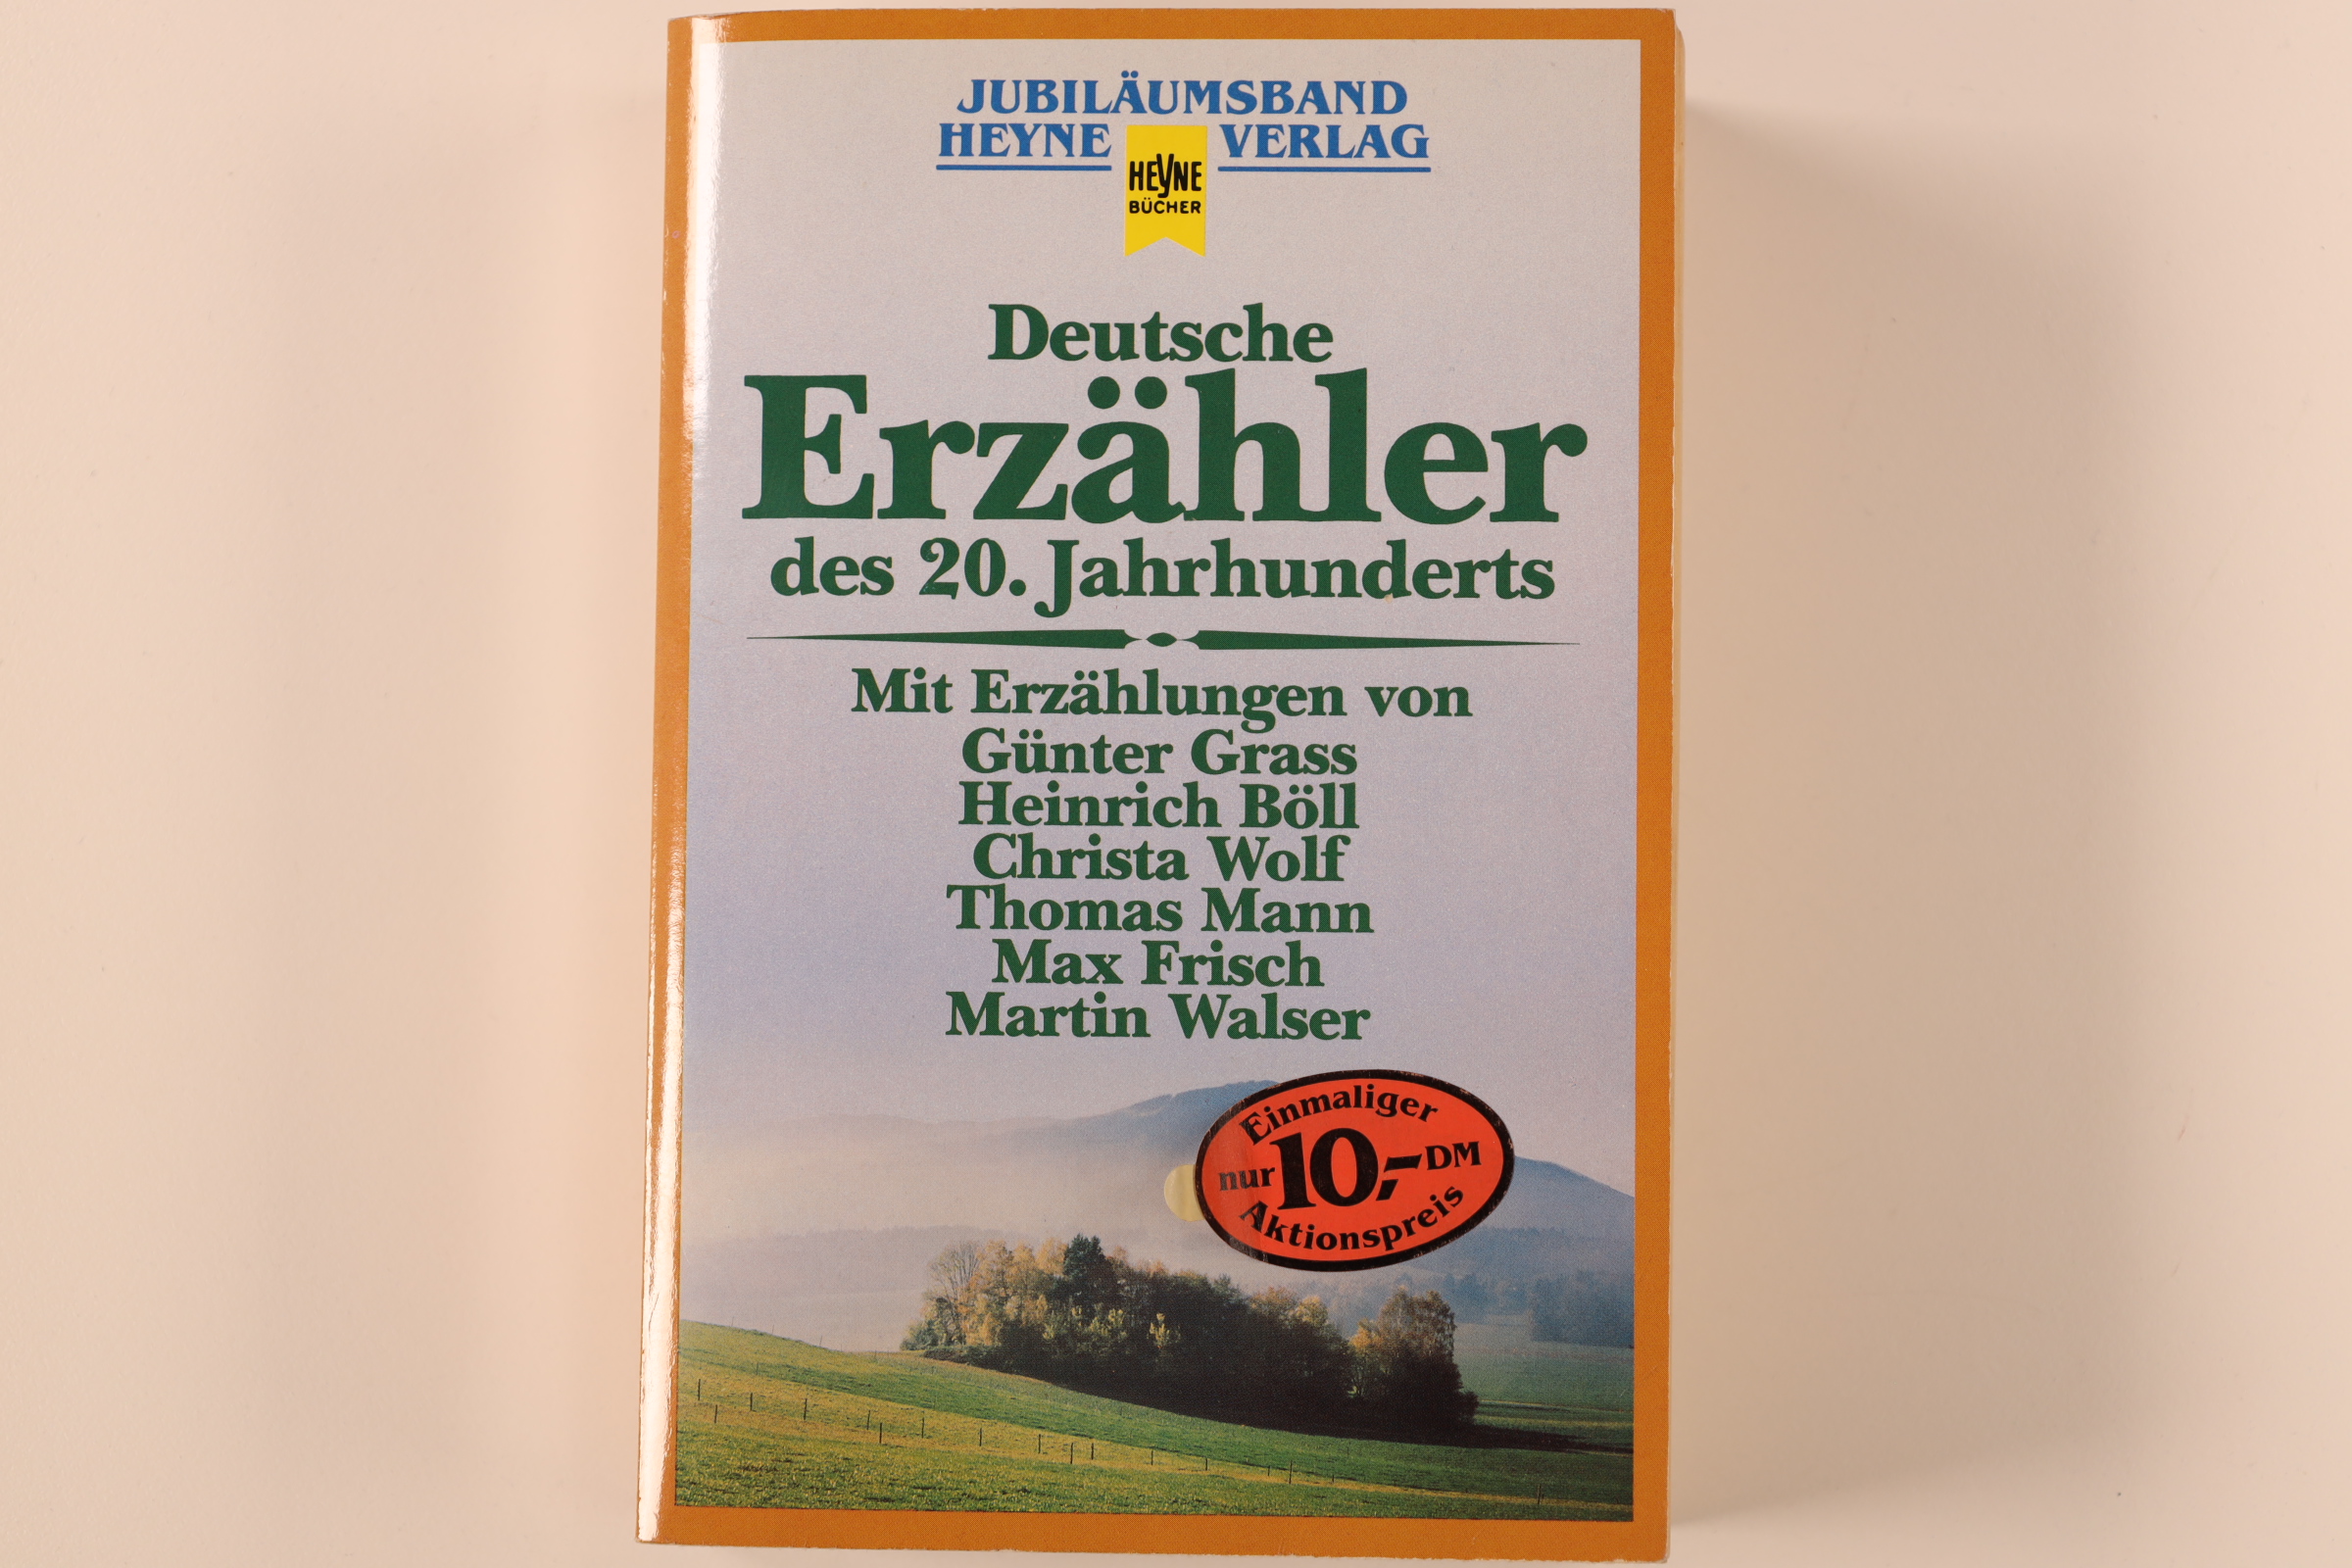 JUBILÄUMSBAND
HEYNE VERLAG
HEYNE
BÜCHER
Deutsche
Erzähler
des 20. Jahrhunderts
Mit Erzählungen von
Günter Grass
Heinrich Böll
Christa Wolf
Thomas Mann
Max Frisch
Martin Walser
Einmaliger
nur 10,- DM
Aktionspreis